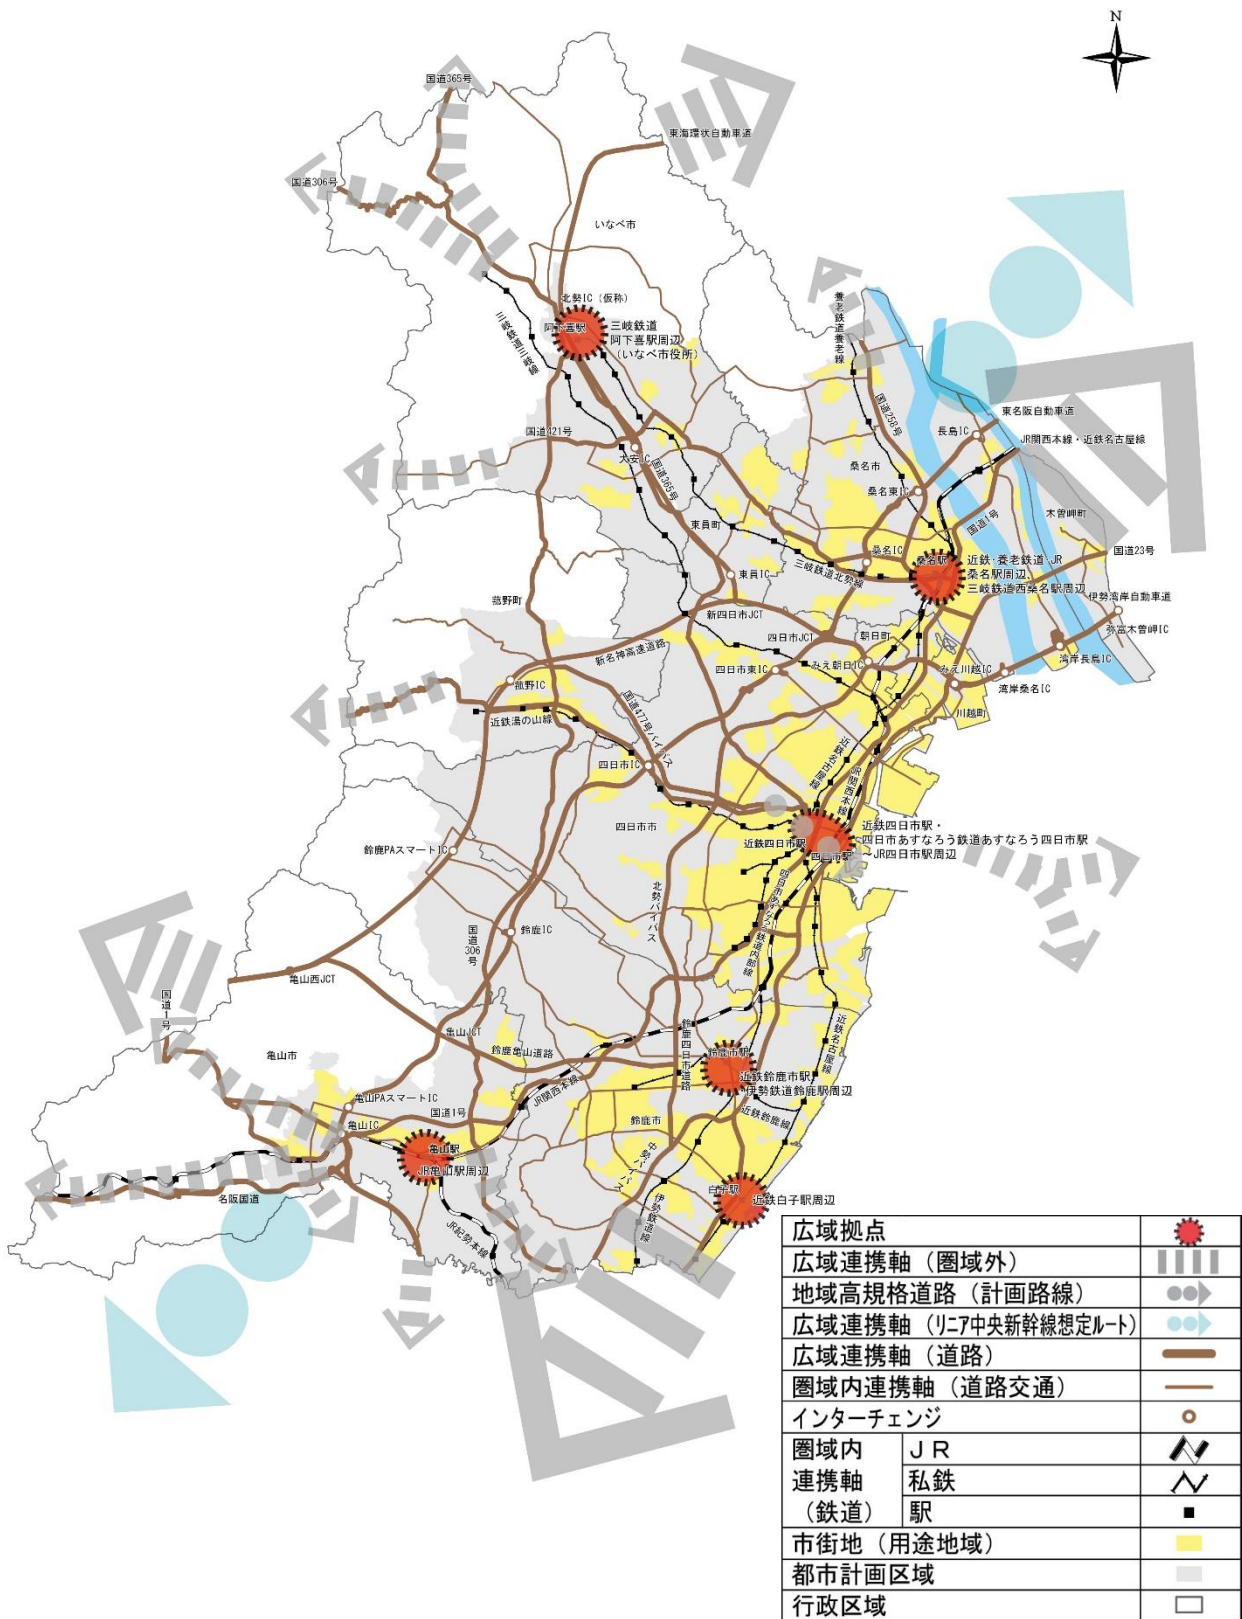 N
国道365号
東海環状自動車道
国道306号
いなべ市
北勢IC（仮称）
阿下喜駅
三岐鉄道
阿下喜駅周辺
（いなべ市役所）
三岐鉄道三岐線
養老鉄道養老線
国道258号
東名阪自動車道
長島IC
JR関西本線・近鉄名古屋線
国道421号
大安IC
国道365号
桑名市
桑名東IC
木曽岬町
東員町
国道1号
国道23号
桑名IC
桑名駅
近鉄・養老鉄道・JR
桑名駅周辺、
三岐鉄道西桑名駅周辺
三岐鉄道北勢線
東員IC
伊勢湾岸自動車道
菰野町
新四日市JCT
弥富木曽岬IC
四日市JCT
朝日町
湾岸長島IC
新名神高速道路
四日市東IC
みえ朝日IC
みえ川越IC
湾岸桑名IC
菰野IC
川越町
国道477号バイパス
近鉄湯の山線
近鉄名古屋線
JR関西本線
四日市IC
四日市市
近鉄四日市駅
四日市駅
近鉄四日市駅・
四日市あすなろう鉄道あすなろう四日市駅
~JR四日市駅周辺
鈴鹿PAスマートIC
四日市あすなろう鉄道内部線
北勢バイパス
国道306号
鈴鹿IC
亀山西JCT
国道1号
亀山JCT
近鉄名古屋線
鈴鹿四日市道路
亀山市
鈴鹿亀山道路
鈴鹿市駅
近鉄鈴鹿市駅・
伊勢鉄道鈴鹿駅周辺
JR関西本線
亀山PAスマートIC
国道1号
近鉄鈴鹿線
鈴鹿市
亀山IC
亀山駅
JR亀山駅周辺
中勢バイパス
伊勢鉄道線
白子駅
近鉄白子駅周辺
名阪国道
JR紀勢本線
広域拠点
広域連携軸（圏域外）
地域高規格道路（計画路線）
広域連携軸（リニア中央新幹線想定ルート）
広域連携軸（道路）
圏域内連携軸（道路交通）
インターチェンジ
圏域内
連携軸
（鉄道）
ＪＲ
私鉄
駅
市街地（用途地域）
都市計画区域
行政区域